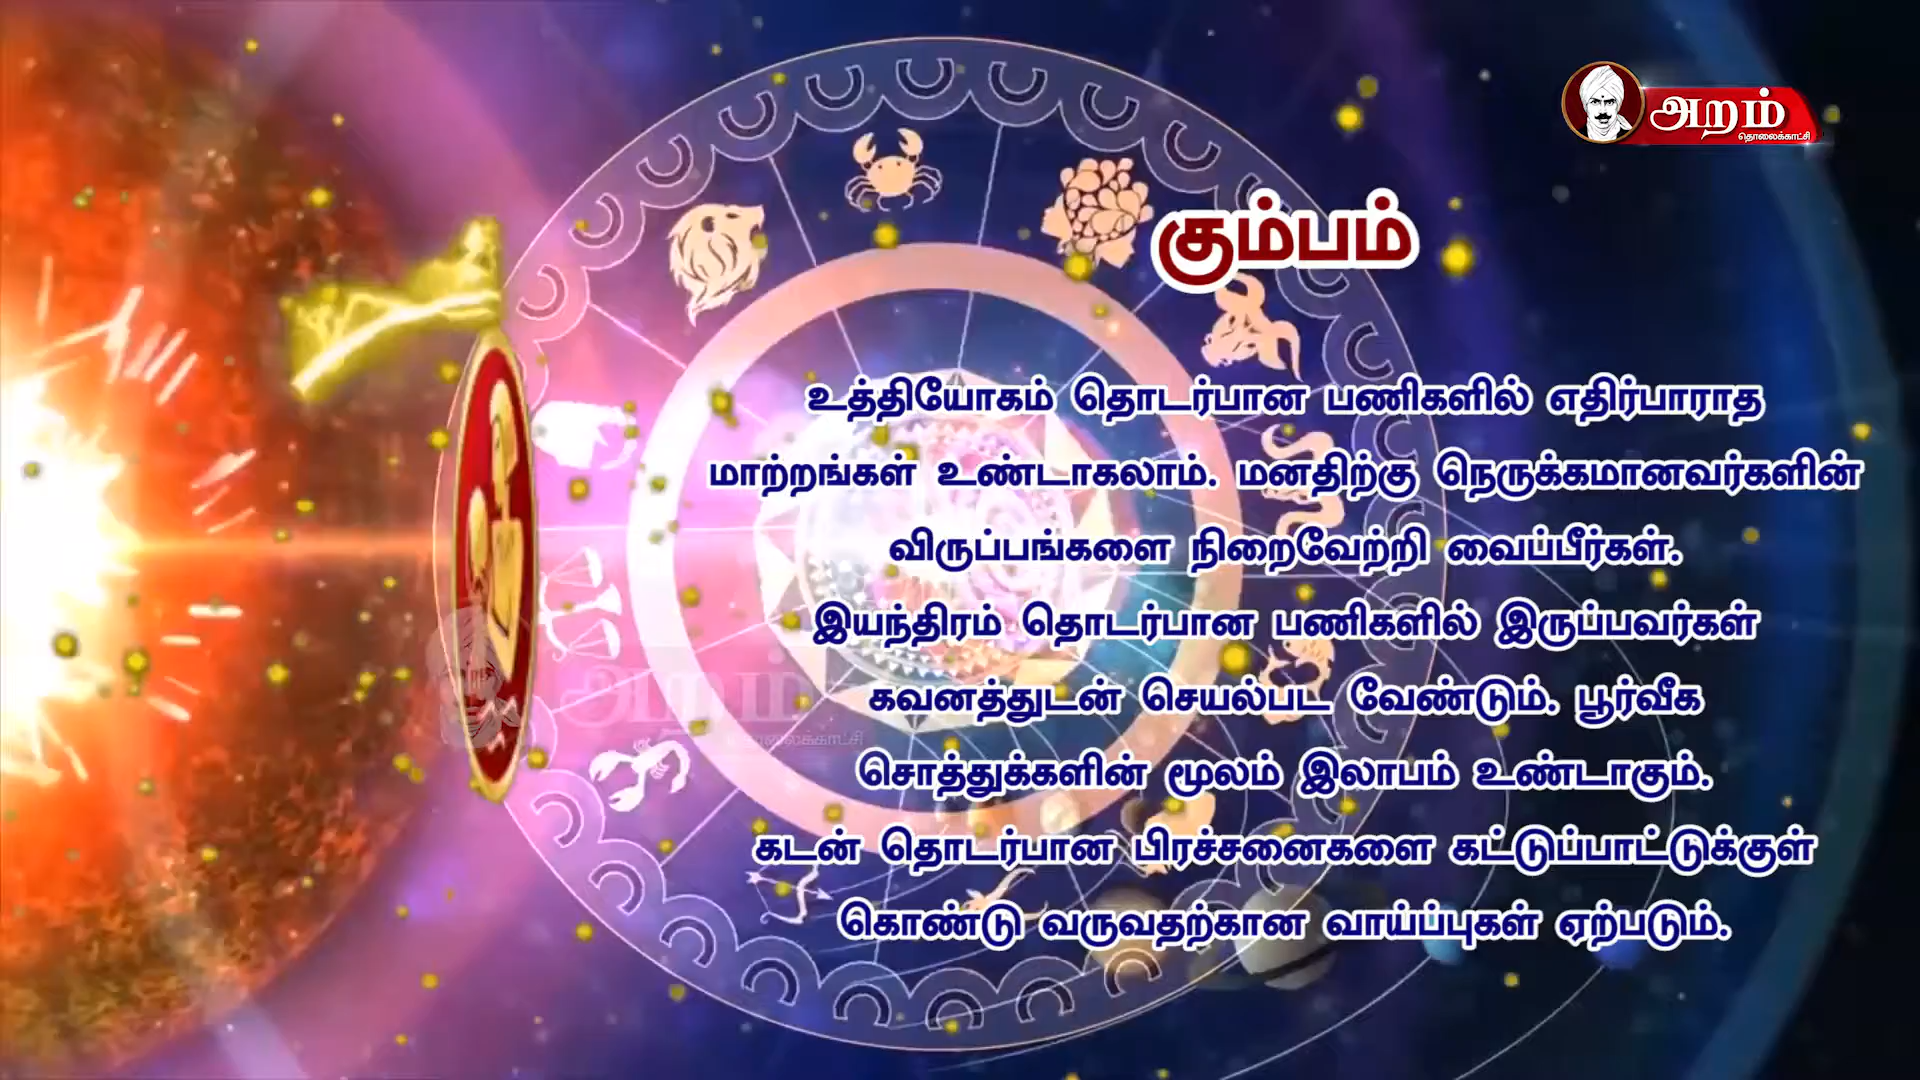 அறம்
தொலைக்காட்சி
கும்பம்
உத்தியோகம் தொடர்பான பணிகளில் எதிர்பாராத
மாற்றங்கள் உண்டாகலாம். மனதிற்கு நெருக்கமானவர்களின்
விருப்பங்களை நிறைவேற்றி வைப்பீர்கள்.
இயந்திரம் தொடர்பான பணிகளில் இருப்பவர்கள்
கவனத்துடன் செயல்பட வேண்டும். பூர்வீக
சொத்துக்களின் மூலம் இலாபம் உண்டாகும்.
கடன் தொடர்பான பிரச்சனைகளை கட்டுப்பாட்டுக்குள்
கொண்டு வருவதற்கான வாய்ப்புகள் ஏற்படும்.
அறம்
தொலைக்காட்சி